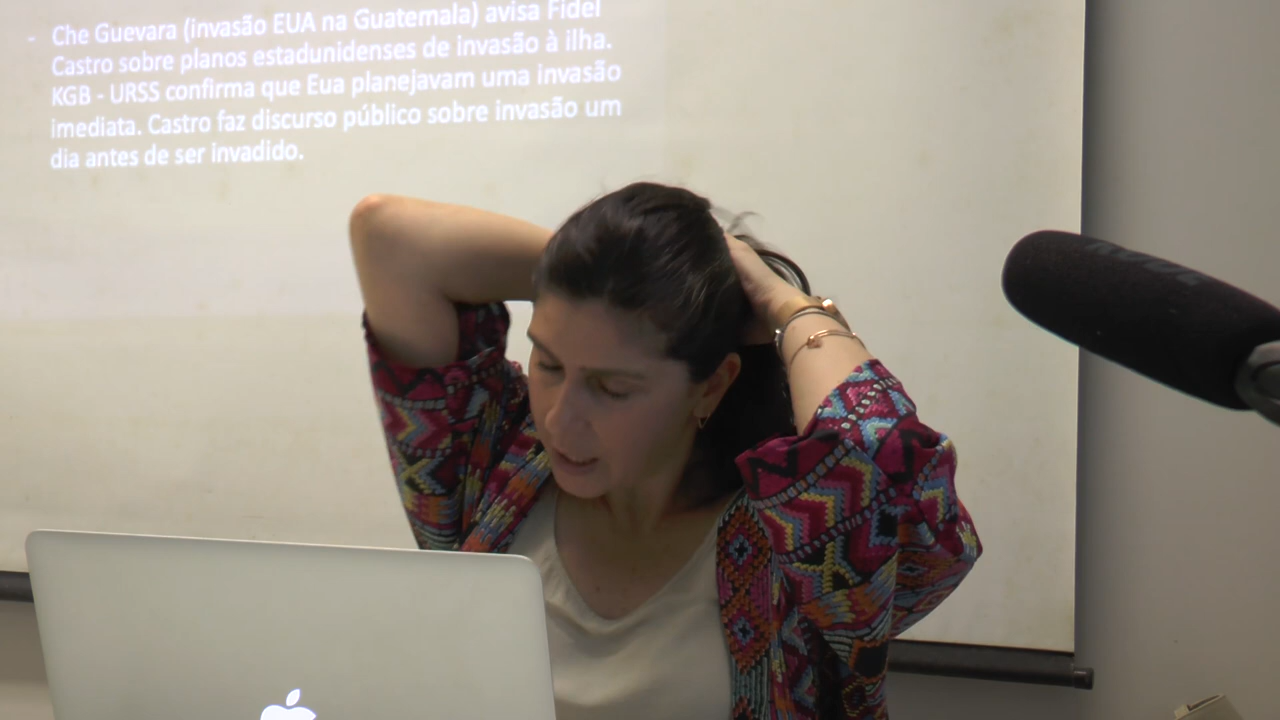 - Che Guevara (invasão EUA na Guatemala) avisa Fidel
Castro sobre planos estadunidenses de invasão à ilha.
KGB - URSS confirma que Eua planejavam uma invasão
imediata. Castro faz discurso público sobre invasão um
dia antes de ser invadido.